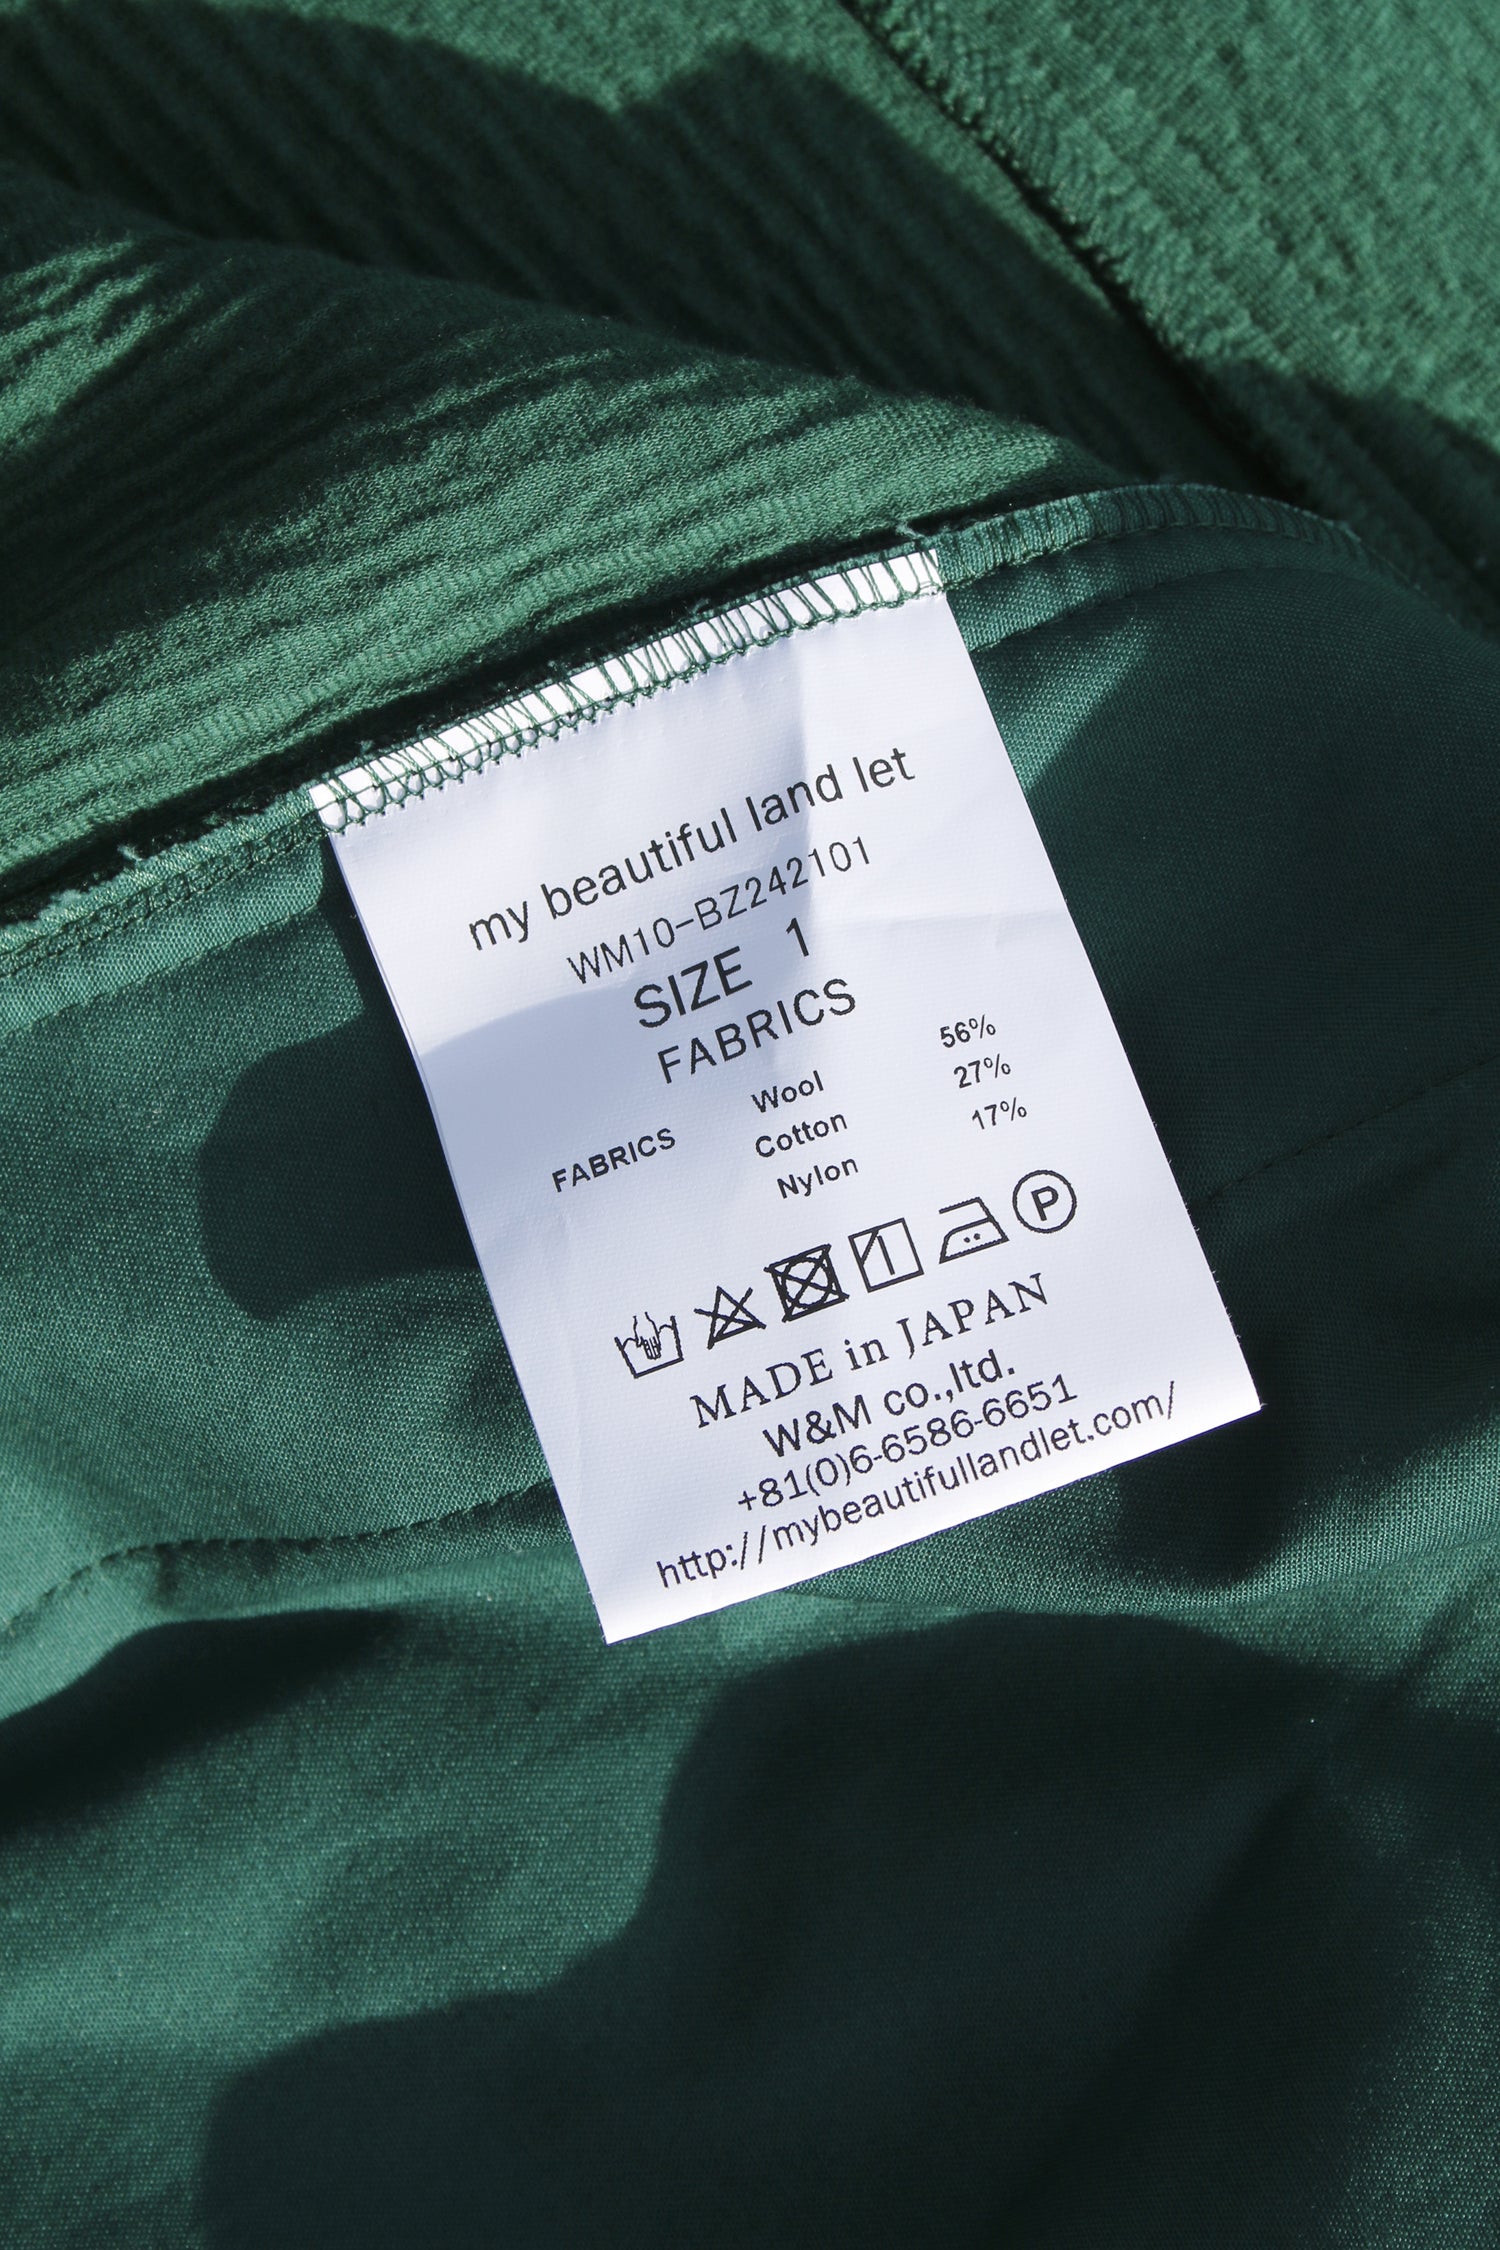 my beautiful land let
WM10-BZ242101
SIZE 1
FABRICS
FABRICS Wool 56%
Cotton 27%
Nylon 17%
P
MADE in JAPAN
W&M co.,ltd.
+81(0)6-6586-6651
http://mybeautifullandlet.com/